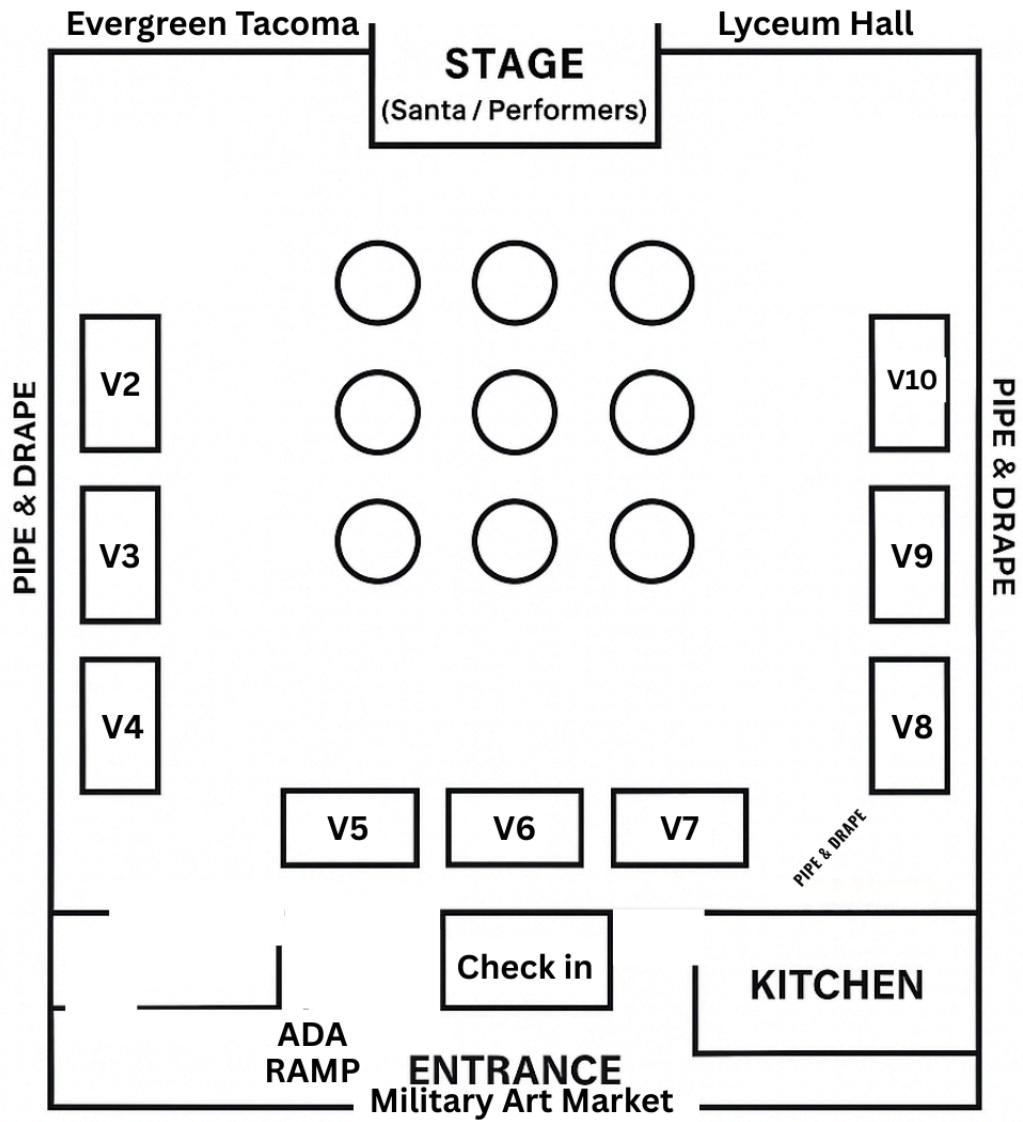 Evergreen Tacoma
Lyceum Hall
STAGE
(Santa / Performers)
V2
V10
PIPE & DRAPE
PIPE & DRAPE
V3
V9
V4
V8
V5
V6
V7
PIPE & DRAPE
Check in
KITCHEN
ADA
RAMP
ENTRANCE
Military Art Market